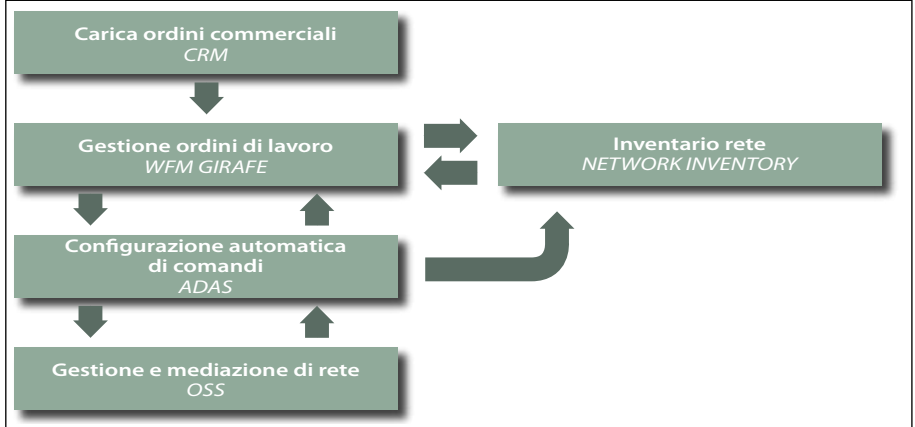 Carica ordini commerciali
CRM
Gestione ordini di lavoro
WFM GIRAFE
Inventario rete
NETWORK INVENTORY
Configurazione automatica
di comandi
ADAS
Gestione e mediazione di rete
OSS